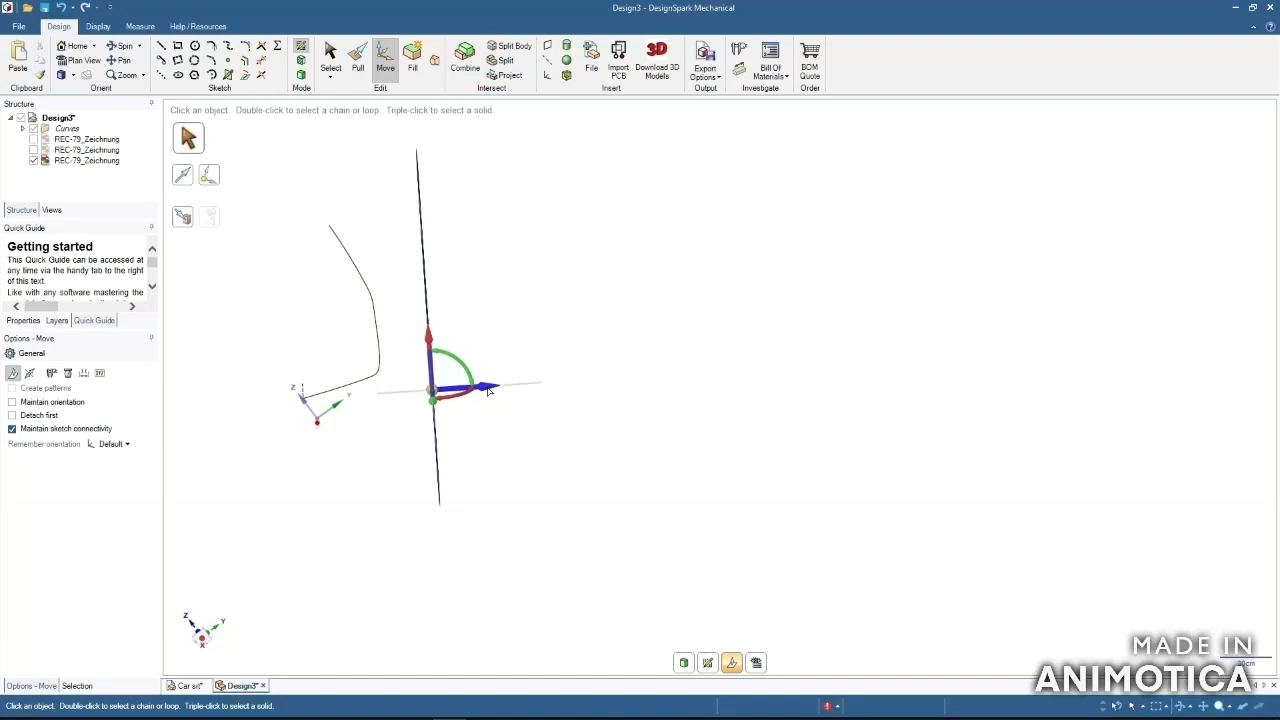 Design3 - DesignSpark Mechanical
File Design Display Measure Help / Resources
Paste
Home Spin
Plan View Pan
Zoom
Select Pull Move Fill
Combine
Split Body
Split
Project
File Import PCB Download 3D Models
Export Options
Bill Of Materials
BOM Quote
Clipboard Orient Sketch Mode Edit Intersect Insert Output Investigate Order
Structure
Design3*
Curves
REC-79_Zeichnung
REC-79_Zeichnung
REC-79_Zeichnung
Structure Views
Quick Guide
Getting started
This Quick Guide can be accessed at
any time via the handy tab to the right
of this text.
Like with any software mastering the
Properties Layers Quick Guide
Options - Move
General
Create patterns
Maintain orientation
Detach first
Maintain sketch connectivity
Remember orientation Default
Click an object. Double-click to select a chain or loop. Triple-click to select a solid.
Z
Y
Z
Y
X
MADE IN
ANIMOTICA
Options - Move Selection
Car sit* Design3*
Click an object. Double-click to select a chain or loop. Triple-click to select a solid.